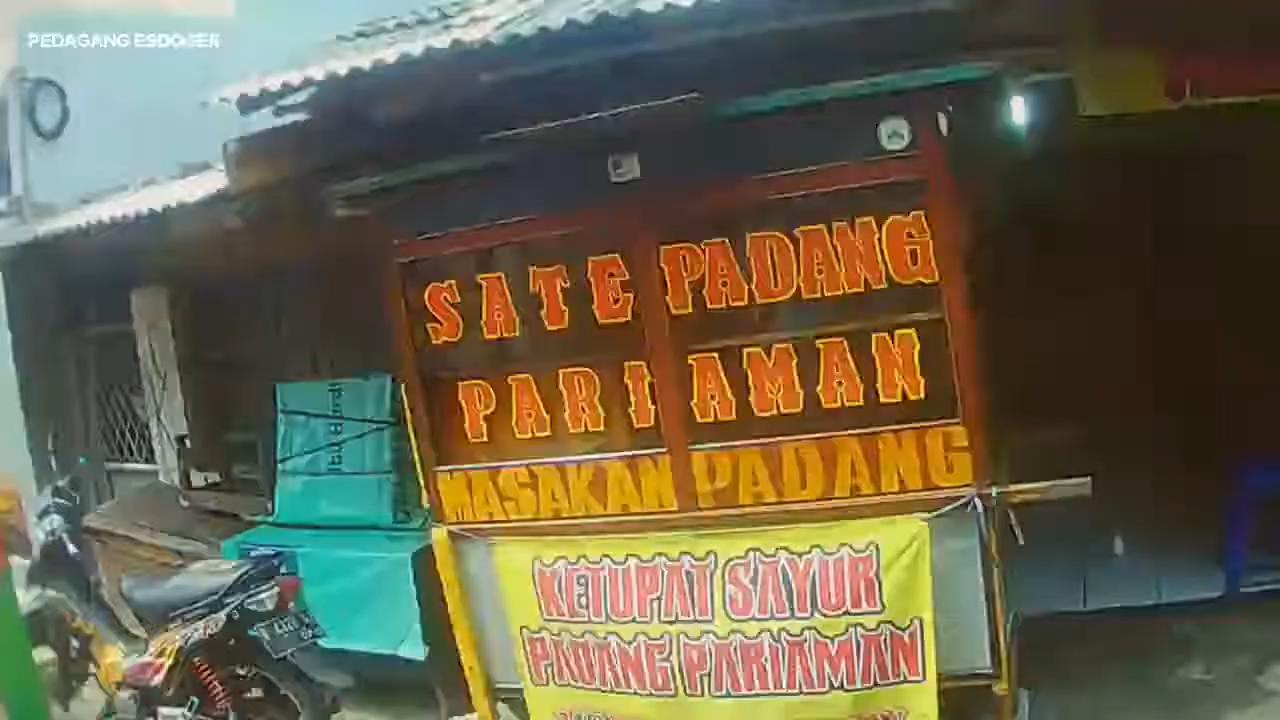 PEDAGANG ESDOGER
SATE PADANG
PARIAMAN
MASAKAN PADANG
KETUPAT SAYUR
PADANG PARIAMAN